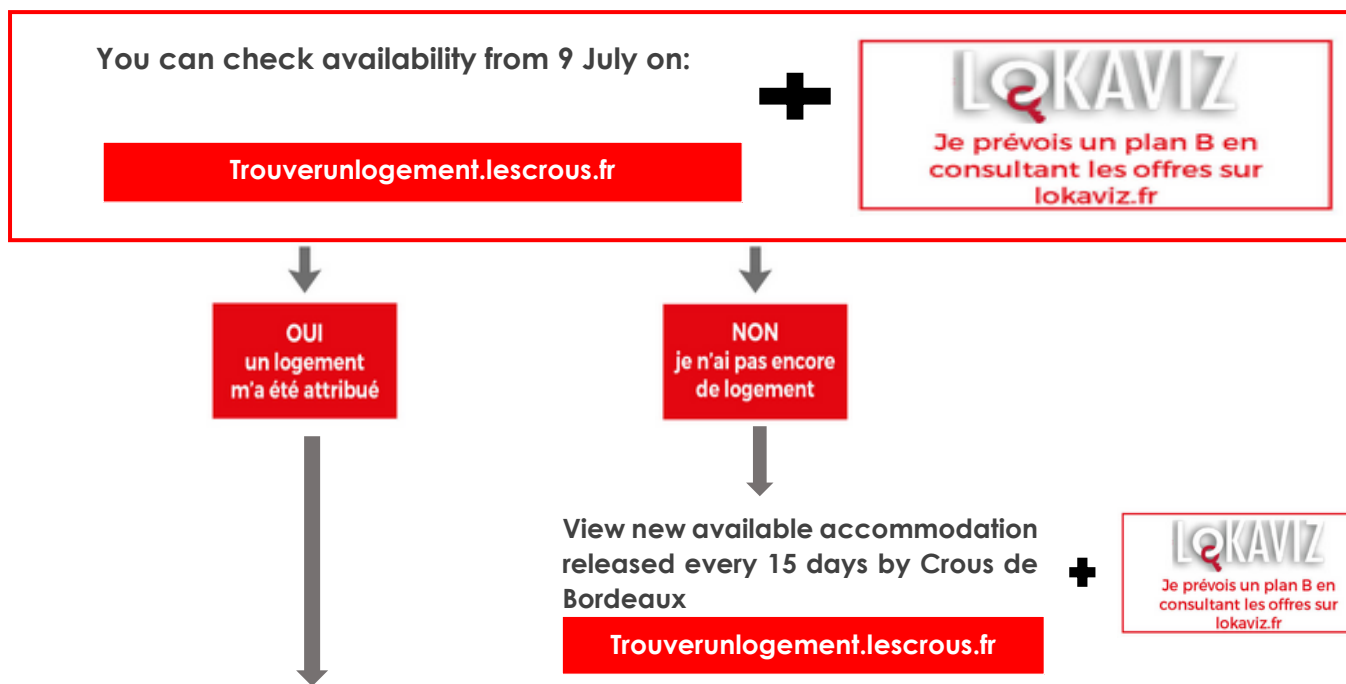 You can check availability from 9 July on:
Trouverunlogement.lescrous.fr
LOKAVIZ
Je prévois un plan B en
consultant les offres sur
lokaviz.fr
OUI
un logement
m'a été attribué
NON
je n'ai pas encore
de logement
View new available accommodation
released every 15 days by Crous de
Bordeaux
Trouverunlogement.lescrous.fr
LOKAVIZ
Je prévois un plan B en
consultant les offres sur
lokaviz.fr